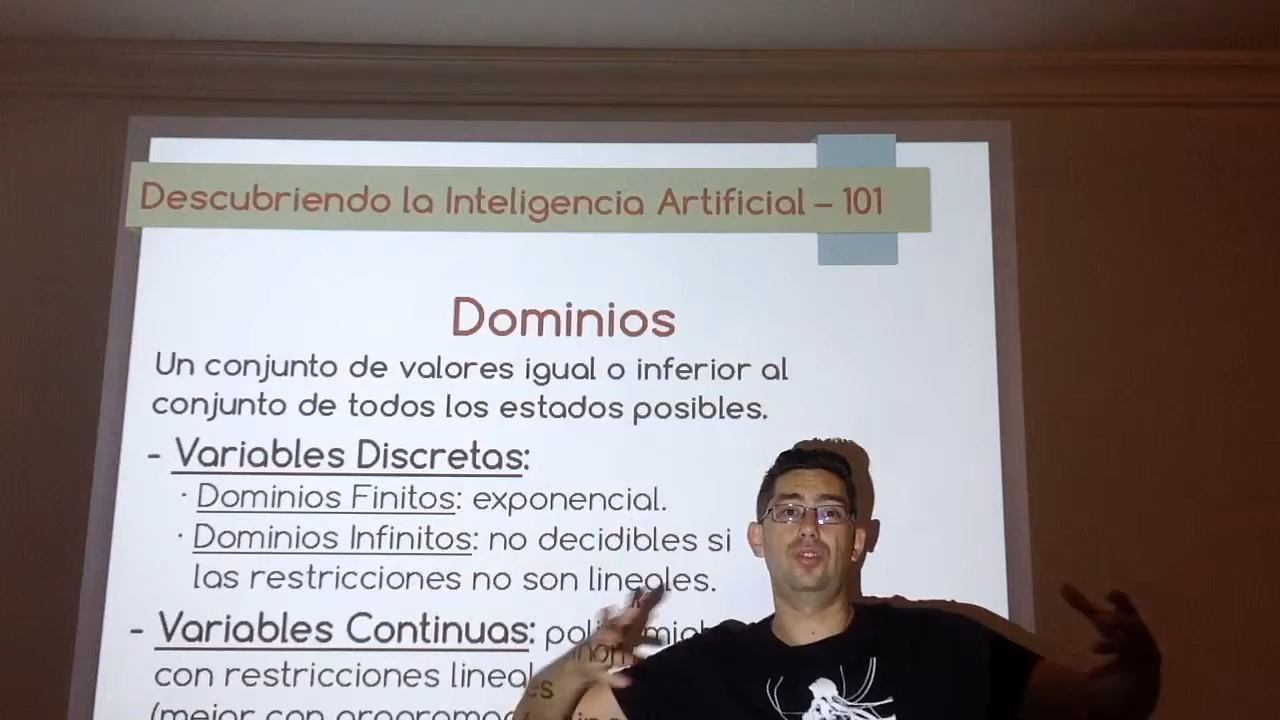 Descubriendo la Inteligencia Artificial – 101
Dominios
Un conjunto de valores igual o inferior al
conjunto de todos los estados posibles.
- Variables Discretas:
· Dominios Finitos: exponencial.
· Dominios Infinitos: no decidibles si
las restricciones no son lineales.
- Variables Continuas:
con restricciones
(mejor con